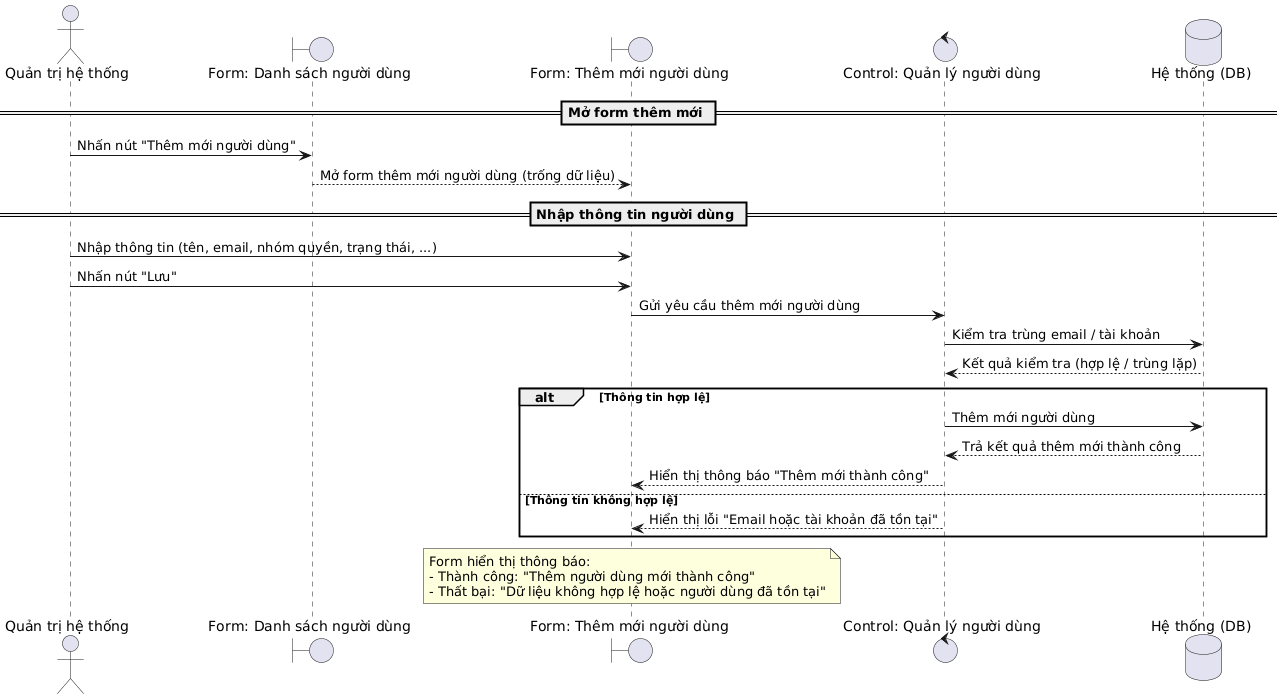 Quản trị hệ thống
Form: Danh sách người dùng
Form: Thêm mới người dùng
Control: Quản lý người dùng
Hệ thống (DB)
Mở form thêm mới
Nhấn nút "Thêm mới người dùng"
Mở form thêm mới người dùng (trống dữ liệu)
Nhập thông tin người dùng
Nhập thông tin (tên, email, nhóm quyền, trạng thái, ...)
Nhấn nút "Lưu"
Gửi yêu cầu thêm mới người dùng
Kiểm tra trùng email / tài khoản
Kết quả kiểm tra (hợp lệ / trùng lặp)
alt [Thông tin hợp lệ]
Thêm mới người dùng
Trả kết quả thêm mới thành công
Hiển thị thông báo "Thêm mới thành công"
[Thông tin không hợp lệ]
Hiển thị lỗi "Email hoặc tài khoản đã tồn tại"
Form hiển thị thông báo:
- Thành công: "Thêm người dùng mới thành công"
- Thất bại: "Dữ liệu không hợp lệ hoặc người dùng đã tồn tại"
Quản trị hệ thống
Form: Danh sách người dùng
Form: Thêm mới người dùng
Control: Quản lý người dùng
Hệ thống (DB)